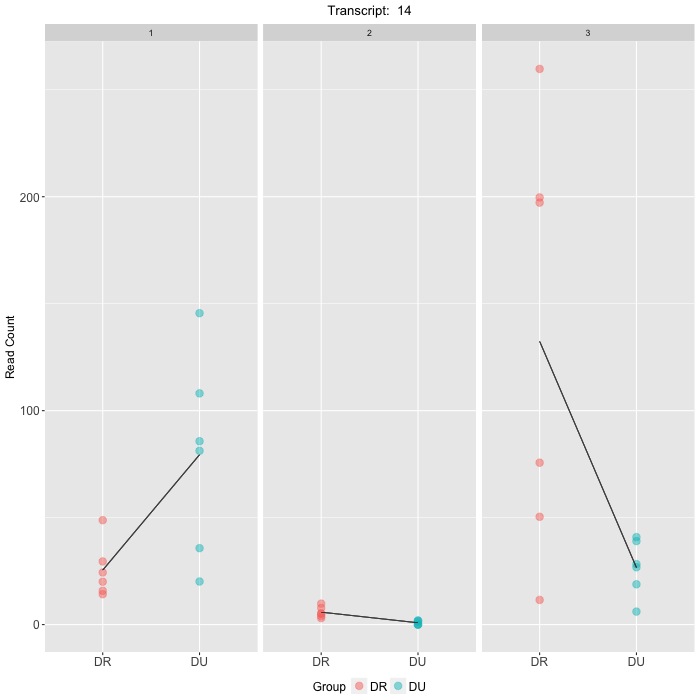 Transcript:  14
1 2 3
Read Count
200
100
0
DR DU DR DU DR DU
Group DR DU